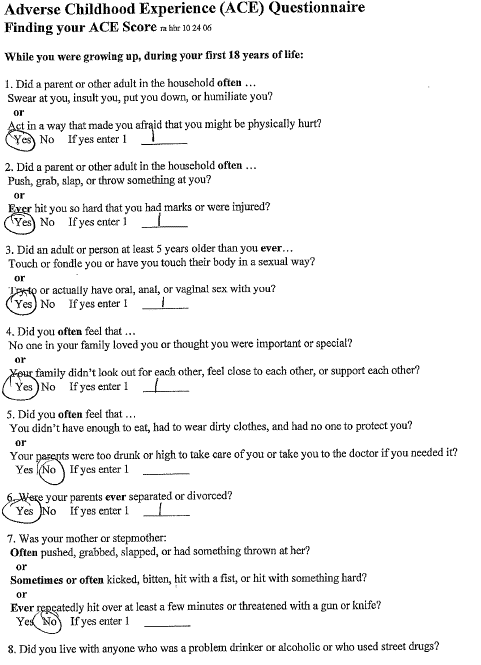 Adverse Childhood Experience (ACE) Questionnaire
Finding your ACE Score ra hbr 10 24 06
While you were growing up, during your first 18 years of life:
1. Did a parent or other adult in the household often …
Swear at you, insult you, put you down, or humiliate you?
or
Act in a way that made you afraid that you might be physically hurt?
Yes No If yes enter 1 1
2. Did a parent or other adult in the household often …
Push, grab, slap, or throw something at you?
or
Ever hit you so hard that you had marks or were injured?
Yes No If yes enter 1 1
3. Did an adult or person at least 5 years older than you ever…
Touch or fondle you or have you touch their body in a sexual way?
or
Try to or actually have oral, anal, or vaginal sex with you?
Yes No If yes enter 1 1
4. Did you often feel that …
No one in your family loved you or thought you were important or special?
or
Your family didn't look out for each other, feel close to each other, or support each other?
Yes No If yes enter 1 1
5. Did you often feel that …
You didn't have enough to eat, had to wear dirty clothes, and had no one to protect you?
or
Your parents were too drunk or high to take care of you or take you to the doctor if you needed it?
Yes No If yes enter 1
6. Were your parents ever separated or divorced?
Yes No If yes enter 1 1
7. Was your mother or stepmother:
Often pushed, grabbed, slapped, or had something thrown at her?
or
Sometimes or often kicked, bitten, hit with a fist, or hit with something hard?
or
Ever repeatedly hit over at least a few minutes or threatened with a gun or knife?
Yes No If yes enter 1
8. Did you live with anyone who was a problem drinker or alcoholic or who used street drugs?